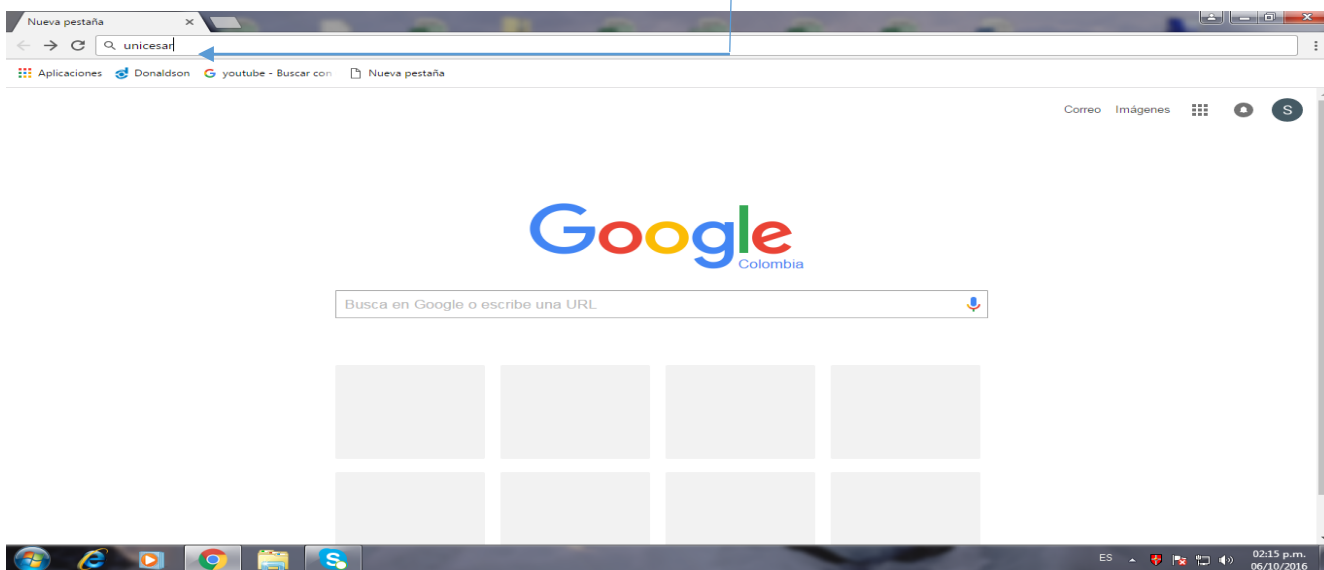 Nueva pestaña
unicesar
Aplicaciones Donaldson youtube - Buscar con Nueva pestaña
Correo Imágenes S
Google
Colombia
Busca en Google o escribe una URL
ES 02:15 p.m.
06/10/2016